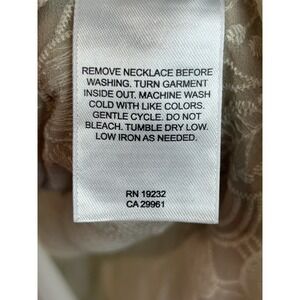 REMOVE NECKLACE BEFORE
WASHING. TURN GARMENT
INSIDE OUT. MACHINE WASH
COLD WITH LIKE COLORS.
GENTLE CYCLE. DO NOT
BLEACH. TUMBLE DRY LOW.
LOW IRON AS NEEDED.
RN 19232
CA 29961